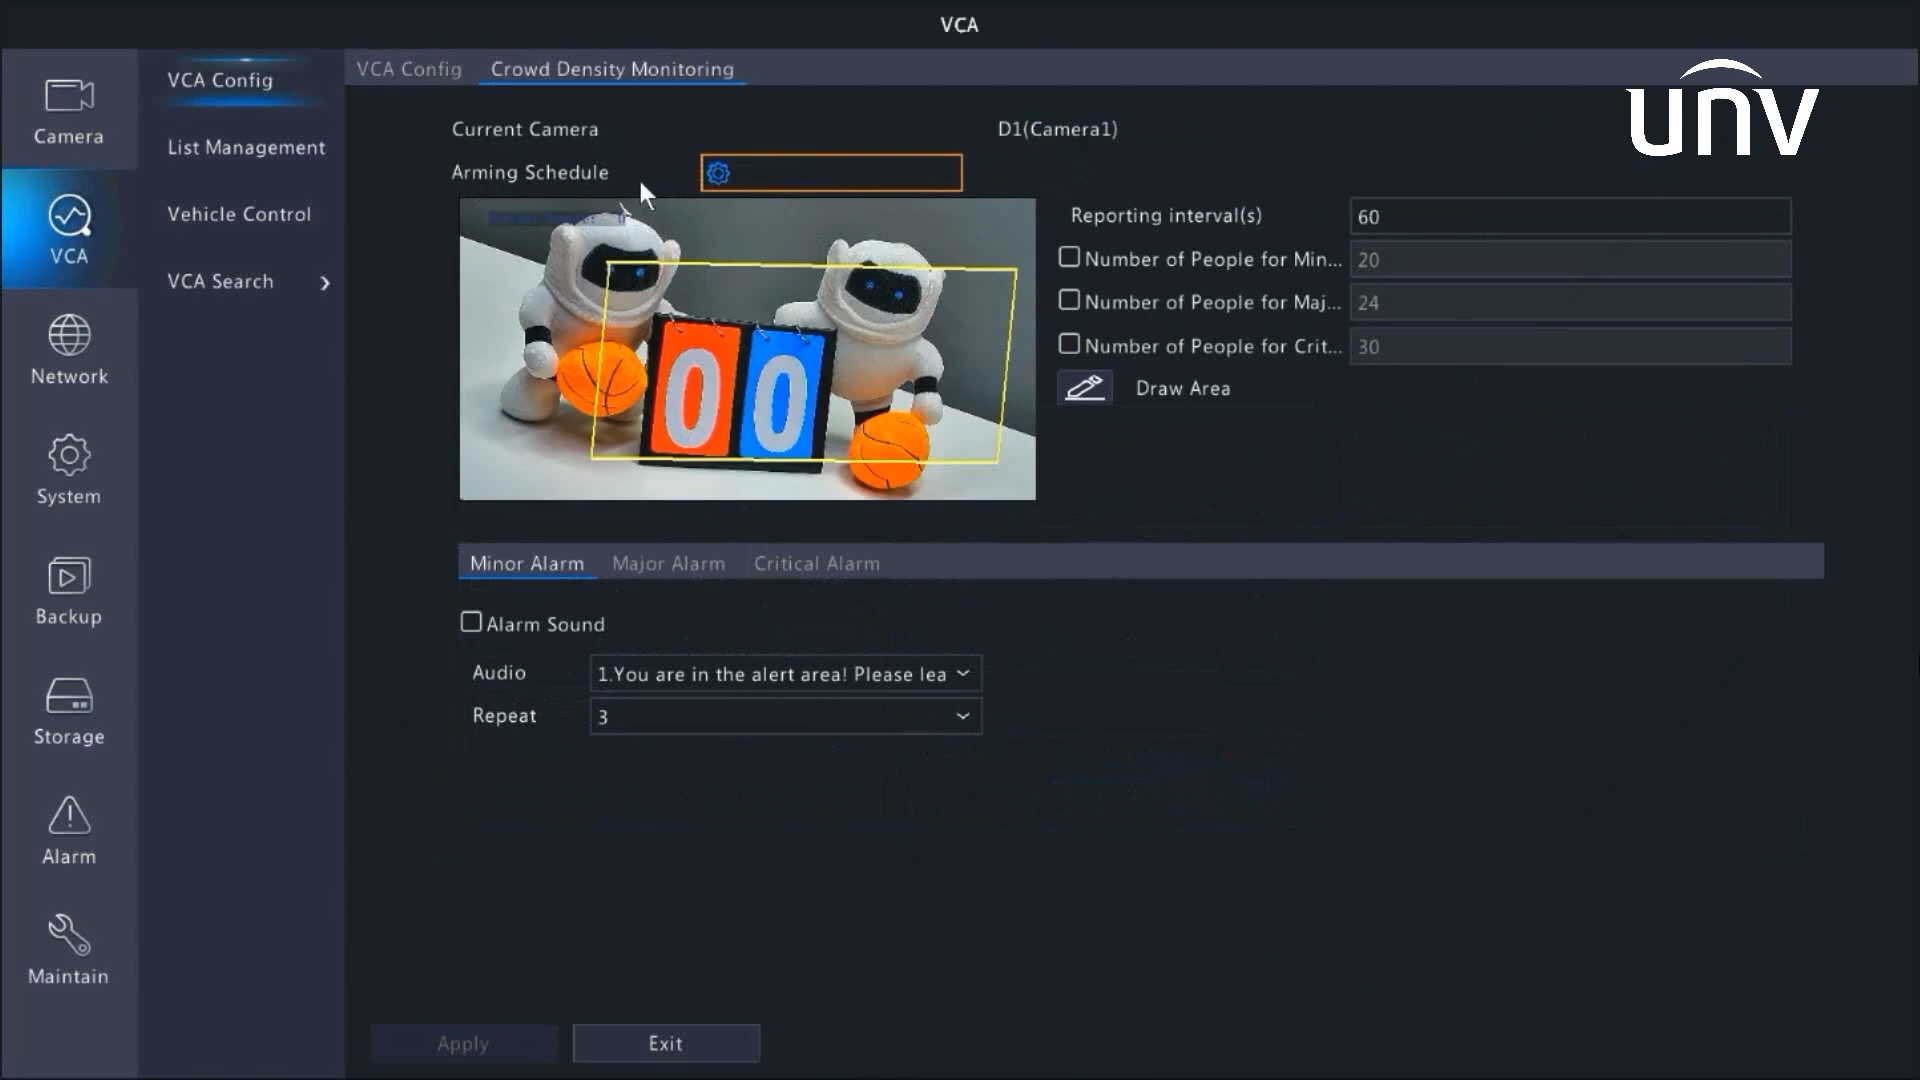 VCA
unv
Camera
VCA
Network
System
Backup
Storage
Alarm
Maintain
VCA Config
List Management
Vehicle Control
VCA Search
VCA Config
Crowd Density Monitoring
Current Camera
D1(Camera1)
Arming Schedule
0 0
Reporting interval(s)
60
Number of People for Min...
20
Number of People for Maj...
24
Number of People for Crit...
30
Draw Area
Minor Alarm
Major Alarm
Critical Alarm
Alarm Sound
Audio
1.You are in the alert area! Please lea
Repeat
3
Apply
Exit